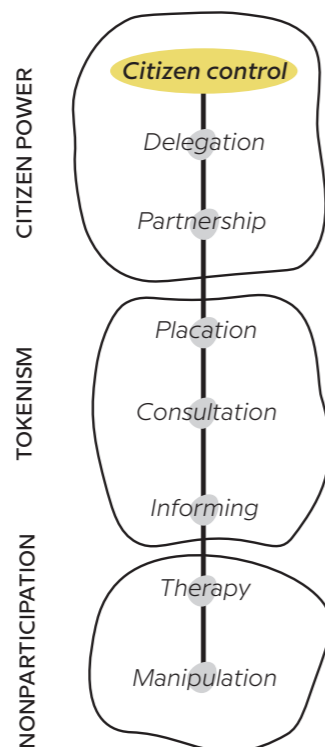 CITIZEN POWER
Citizen control
Delegation
Partnership
TOKENISM
Placation
Consultation
Informing
NONPARTICIPATION
Therapy
Manipulation